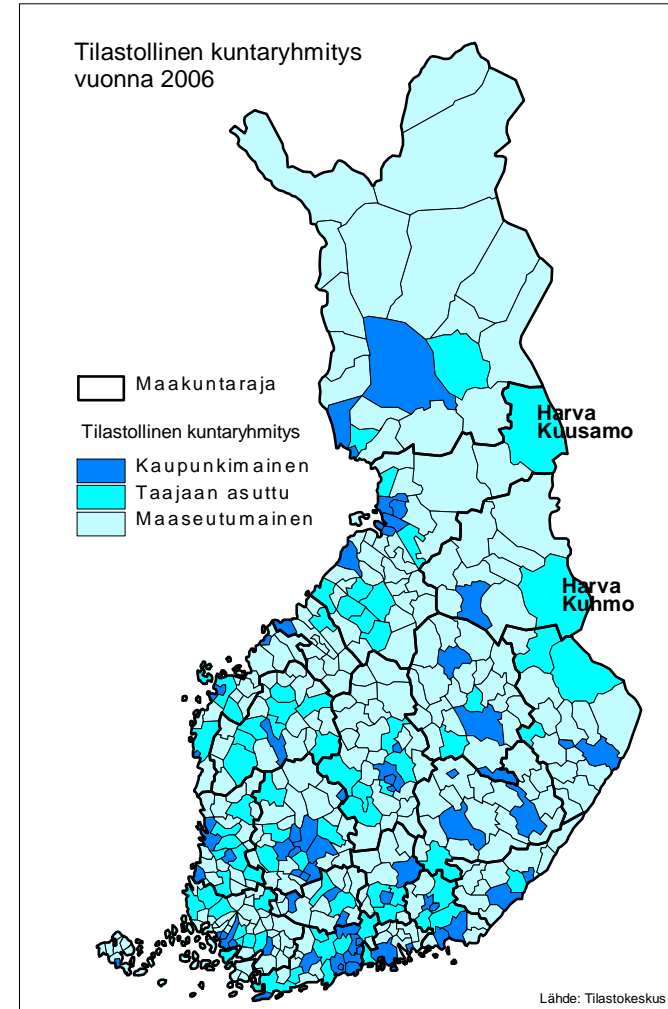 Tilastollinen kuntaryhmitys
vuonna 2006
Maakuntaraja
Tilastollinen kuntaryhmitys
Kaupunkimainen
Taajaan asuttu
Maaseutumainen
Harva
Kuusamo
Harva
Kuhmo
Lähde: Tilastokeskus